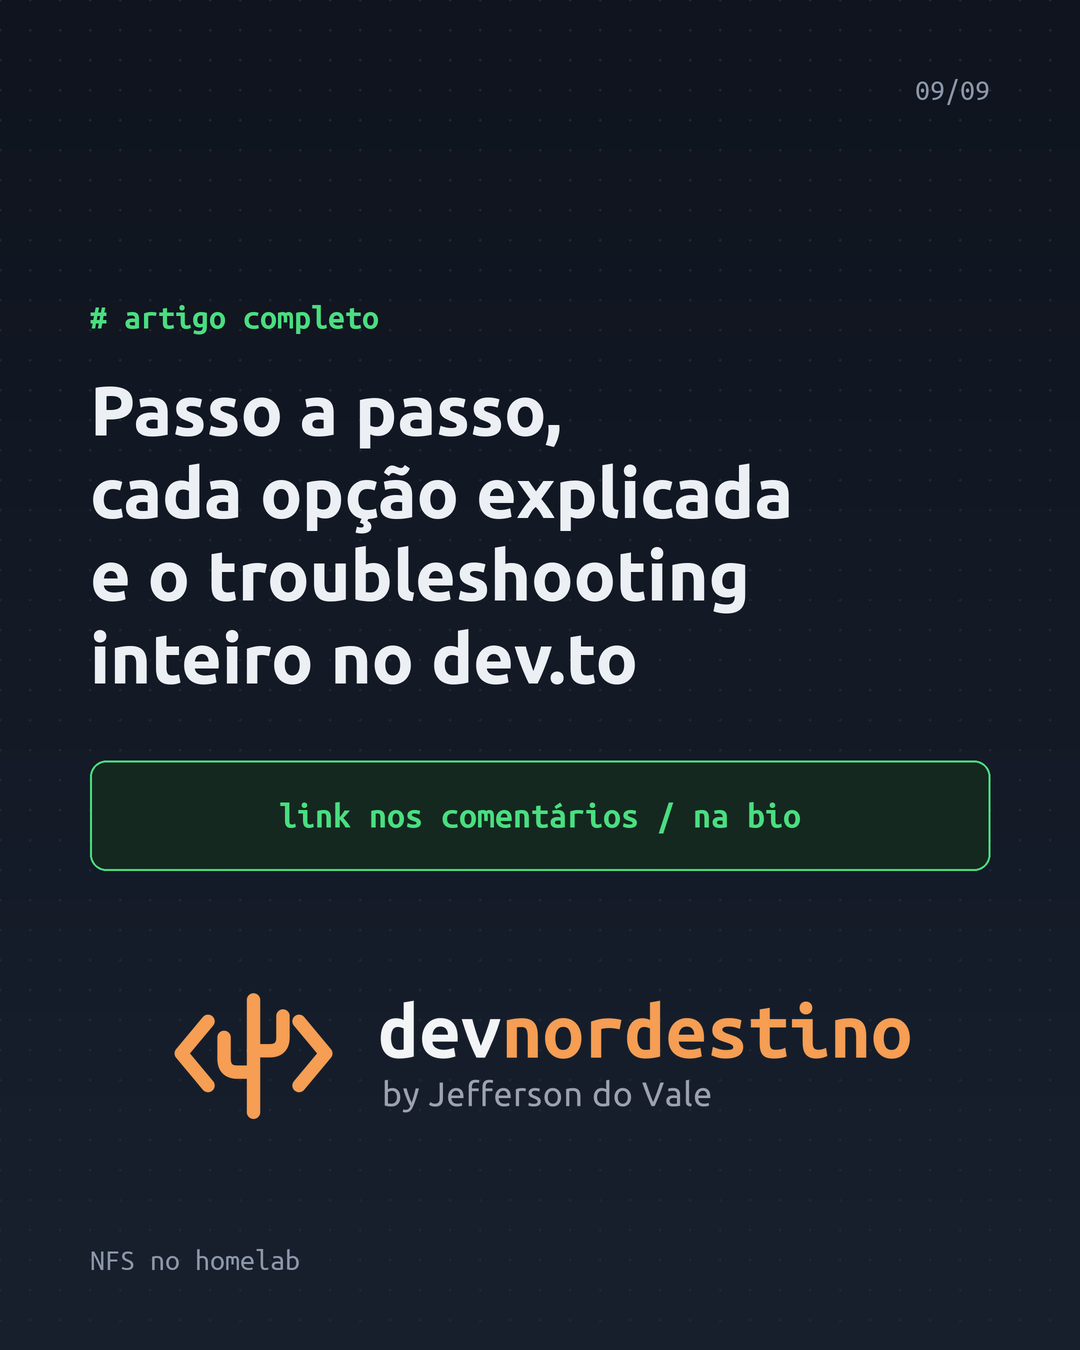 09/09
# artigo completo
Passo a passo,
cada opção explicada
e o troubleshooting
inteiro no dev.to
link nos comentários / na bio
devnordestino
by Jefferson do Vale
NFS no homelab